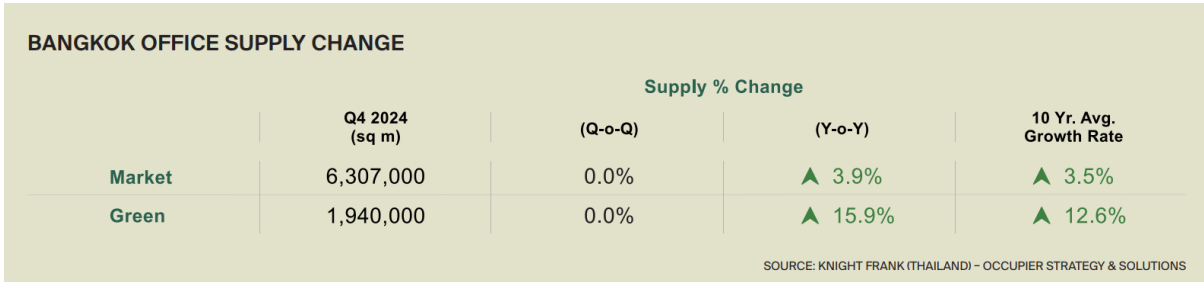 BANGKOK OFFICE SUPPLY CHANGE
Supply % Change
Q4 2024
(sq m)
(Q-o-Q)
(Y-o-Y)
10 Yr. Avg.
Growth Rate
Market 6,307,000 0.0% 3.9% 3.5%
Green 1,940,000 0.0% 15.9% 12.6%
SOURCE: KNIGHT FRANK (THAILAND) – OCCUPIER STRATEGY & SOLUTIONS